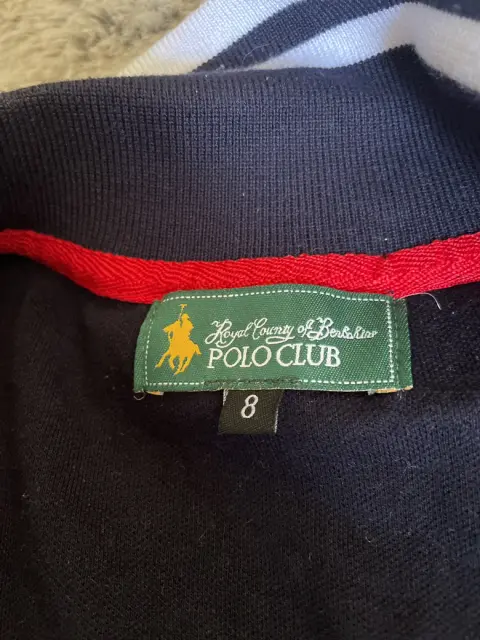 Royal County of Berkshire
POLO CLUB
8